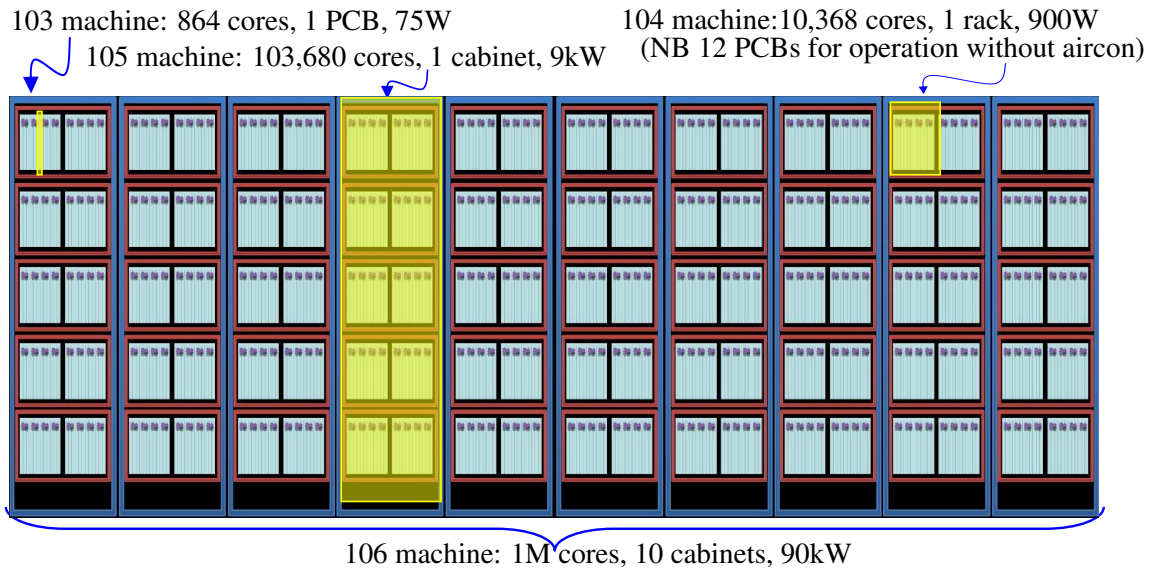 103 machine: 864 cores, 1 PCB, 75W
104 machine:10,368 cores, 1 rack, 900W
105 machine: 103,680 cores, 1 cabinet, 9kW
(NB 12 PCBs for operation without aircon)
106 machine: 1M cores, 10 cabinets, 90kW